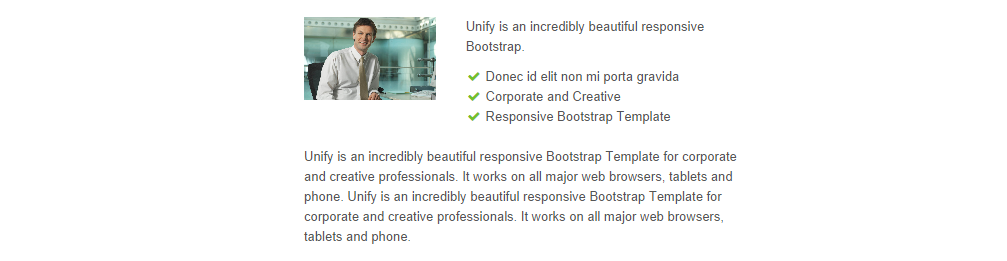 Unify is an incredibly beautiful responsive
Bootstrap.
Donec id elit non mi porta gravida
Corporate and Creative
Responsive Bootstrap Template
Unify is an incredibly beautiful responsive Bootstrap Template for corporate
and creative professionals. It works on all major web browsers, tablets and
phone. Unify is an incredibly beautiful responsive Bootstrap Template for
corporate and creative professionals. It works on all major web browsers,
tablets and phone.